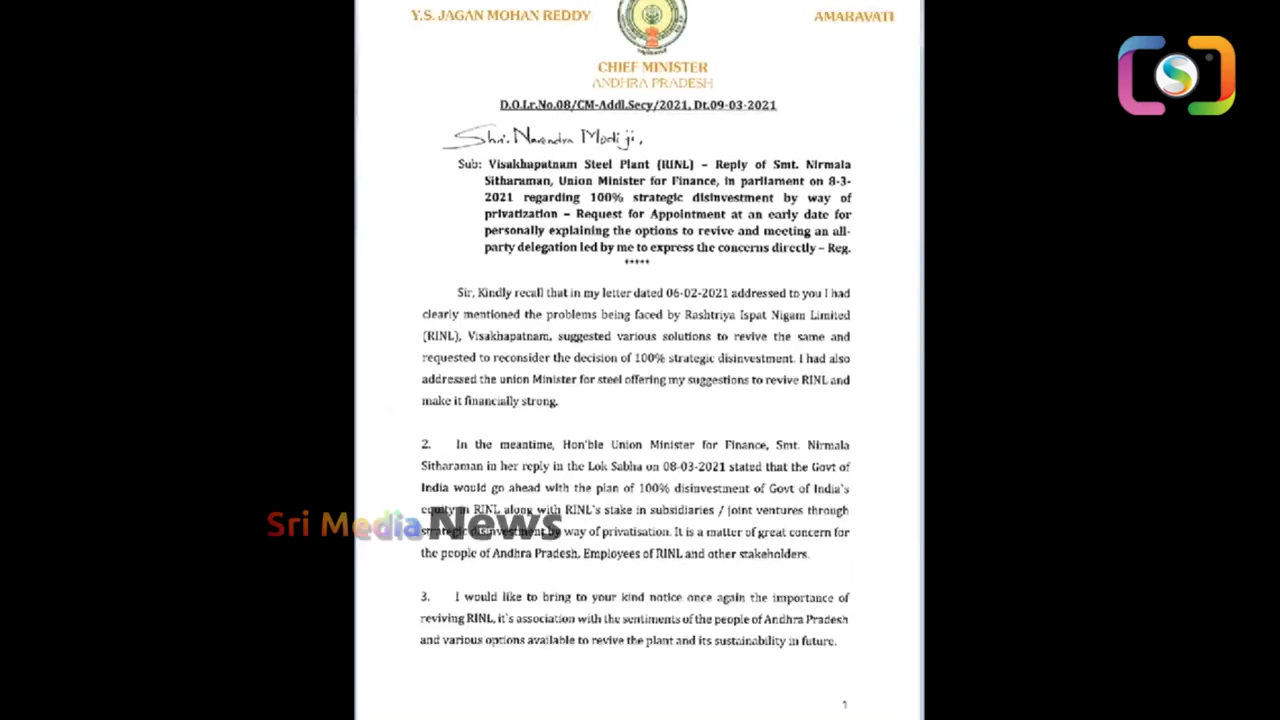 Y.S. JAGAN MOHAN REDDY
AMARAVATI
CHIEF MINISTER
ANDHRA PRADESH
D.O.Lr.No.08/CM-Addl.Secy/2021, Dt.09-03-2021
Shri. Narendra Modi ji,
Sub: Visakhapatnam Steel Plant (RINL) – Reply of Smt. Nirmala
Sitharaman, Union Minister for Finance, in parliament on 8-3-
2021 regarding 100% strategic disinvestment by way of
privatization – Request for Appointment at an early date for
personally explaining the options to revive and meeting an all-
party delegation led by me to express the concerns directly – Reg.
*****
Sir, Kindly recall that in my letter dated 06-02-2021 addressed to you I had
clearly mentioned the problems being faced by Rashtriya Ispat Nigam Limited
(RINL), Visakhapatnam, suggested various solutions to revive the same and
requested to reconsider the decision of 100% strategic disinvestment. I had also
addressed the union Minister for steel offering my suggestions to revive RINL and
make it financially strong.
2. In the meantime, Hon'ble Union Minister for Finance, Smt. Nirmala
Sitharaman in her reply in the Lok Sabha on 08-03-2021 stated that the Govt of
India would go ahead with the plan of 100% disinvestment of Govt of India`s
equity in RINL along with RINL`s stake in subsidiaries / joint ventures through
strategic disinvestment by way of privatisation. It is a matter of great concern for
the people of Andhra Pradesh, Employees of RINL and other stakeholders.
3. I would like to bring to your kind notice once again the importance of
reviving RINL, it`s association with the sentiments of the people of Andhra Pradesh
and various options available to revive the plant and its sustainability in future.
1
Sri Media News
S